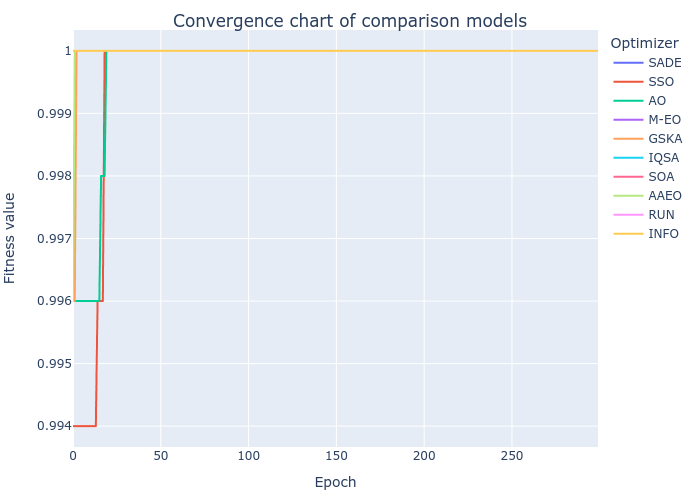 Convergence chart of comparison models
Fitness value
1
0.999
0.998
0.997
0.996
0.995
0.994
0
50
100
150
200
250
Epoch
Optimizer
SADE
SSO
AO
M-EO
GSKA
IQSA
SOA
AAEO
RUN
INFO